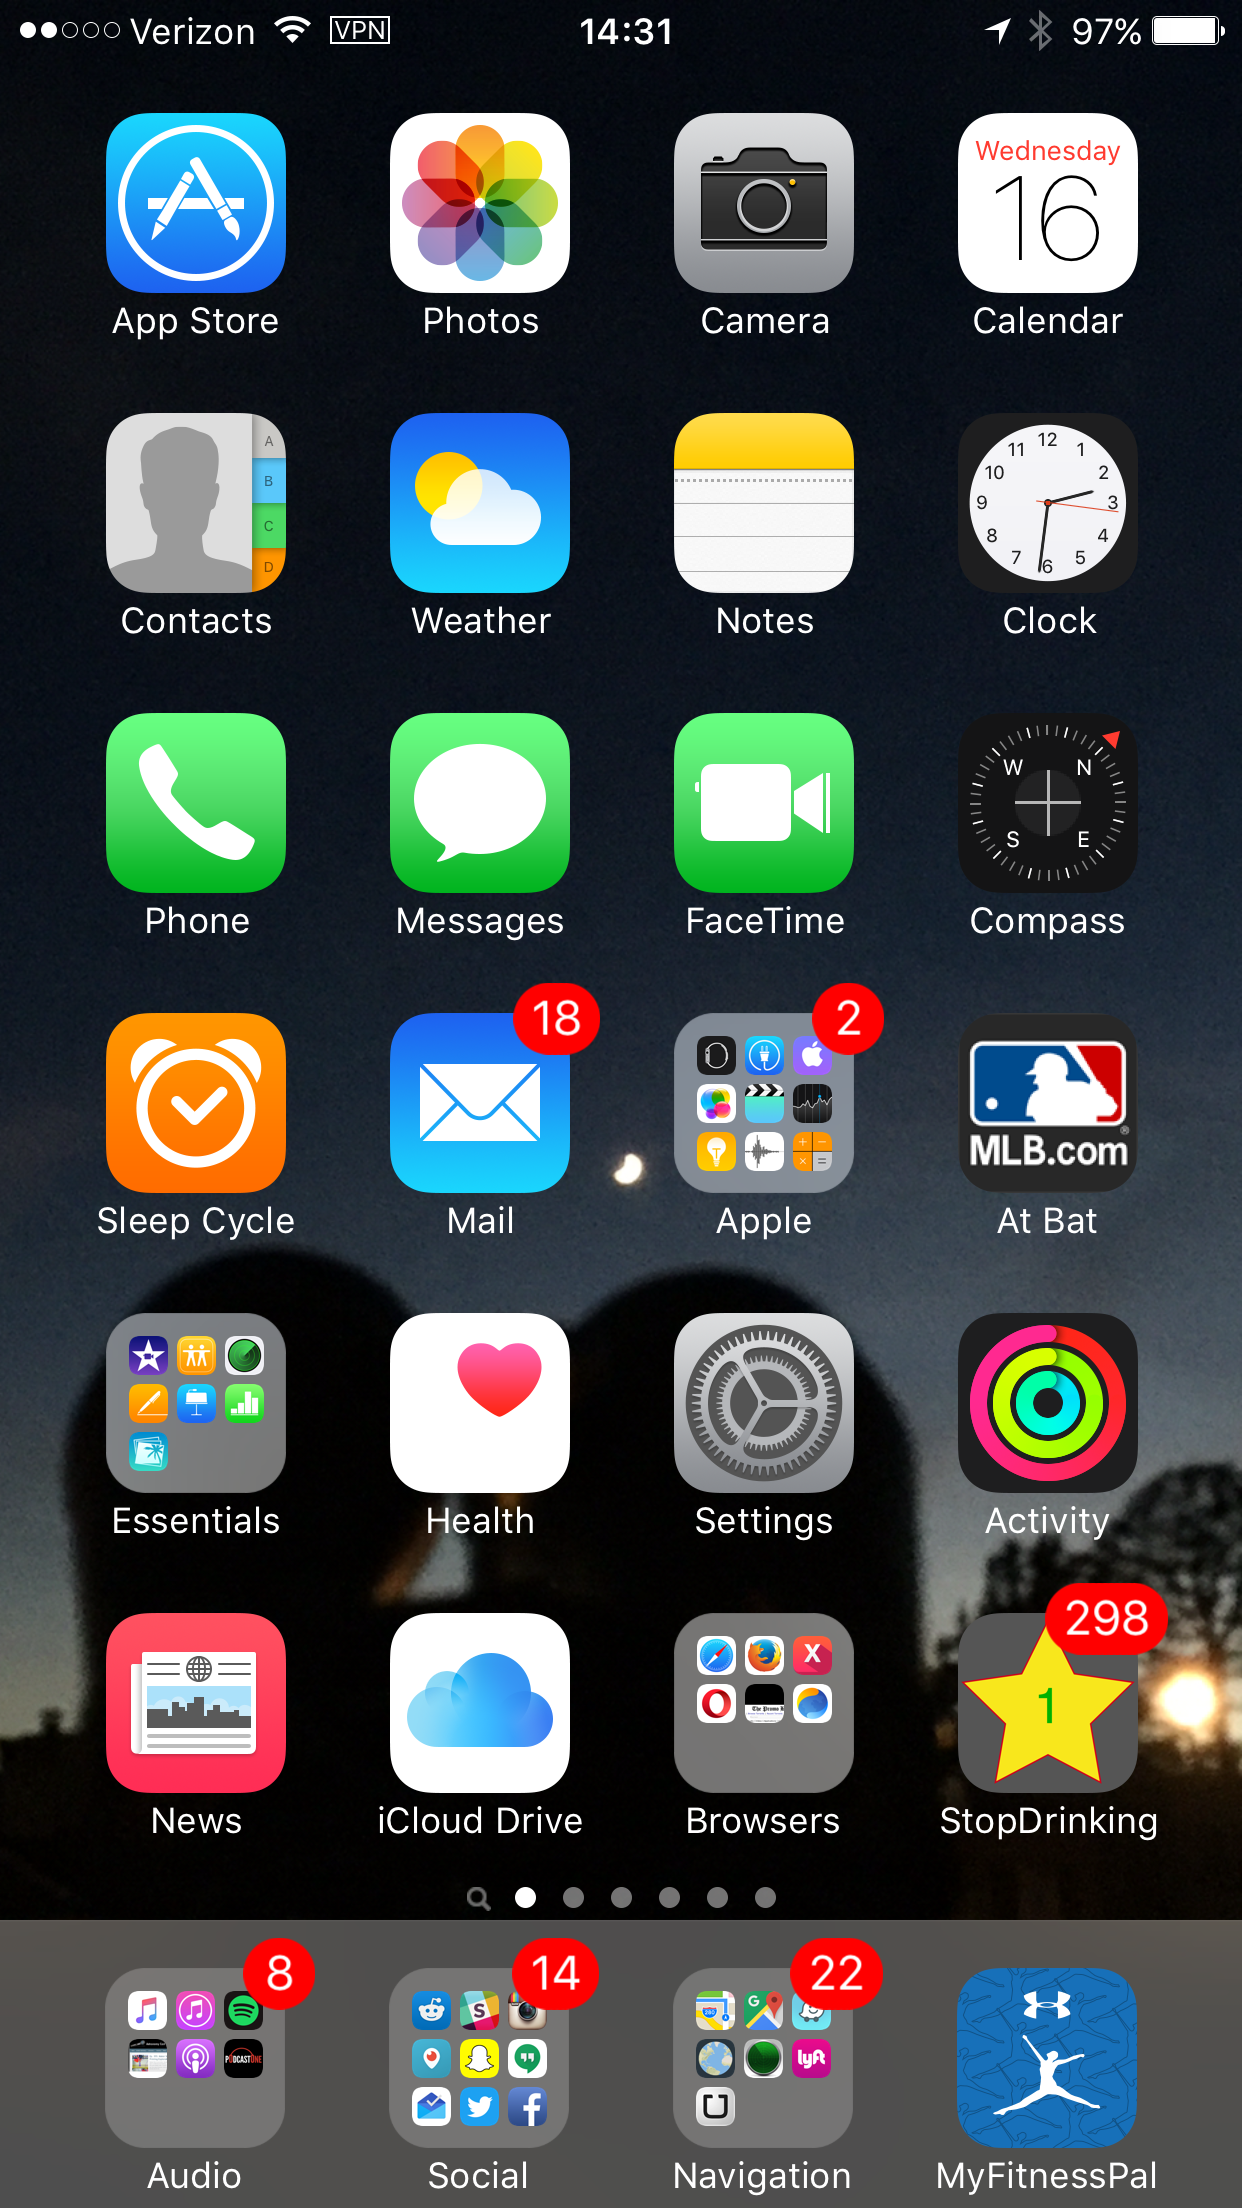 Verizon VPN 14:31 97%
Wednesday
16
App Store Photos Camera Calendar
A
B
C
D
12
11 1
10 2
9 3
8 4
7 5
6
Contacts Weather Notes Clock
W N
S E
Phone Messages FaceTime Compass
18 2
MLB.com
Sleep Cycle Mail Apple At Bat
Essentials Health Settings Activity
298
1
News iCloud Drive Browsers StopDrinking
8 14 22
S
G
PODCASTONE
lyft
Audio Social Navigation MyFitnessPal